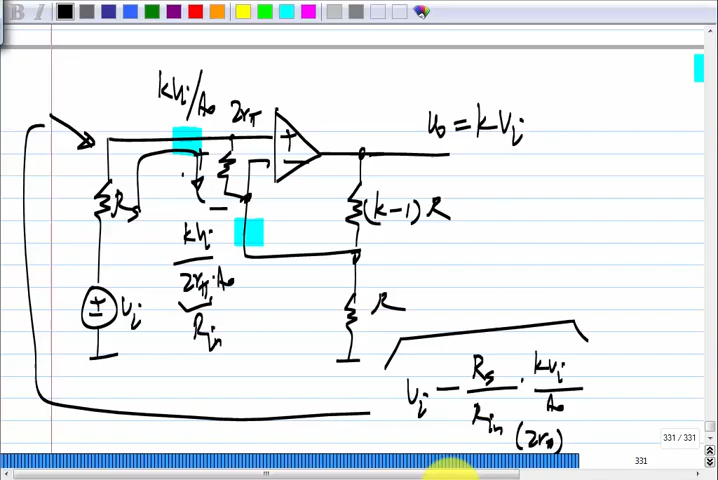 B I
kVi/A₀
2rπ
+
−
v₀ = kVi
+
−
Rs
(k−1)R
kVi
2rπ·A₀
Rin
+
−
Vi
R
Vi − Rs/Rin · kVi/A₀
(2rπ)
331 / 331
331